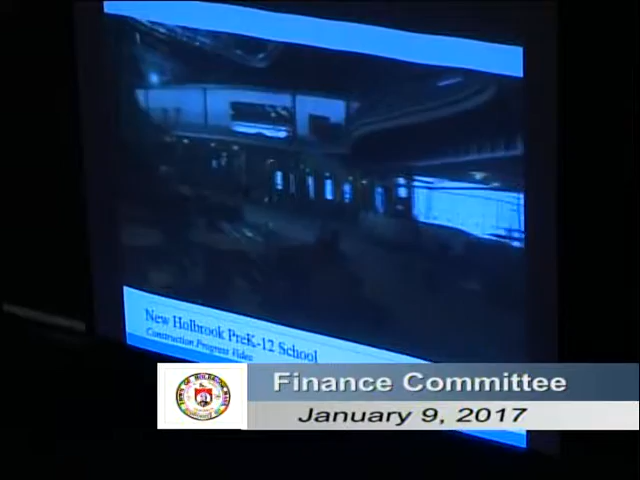 New Holbrook PreK-12 School
Construction Progress Video
Finance Committee
January 9, 2017